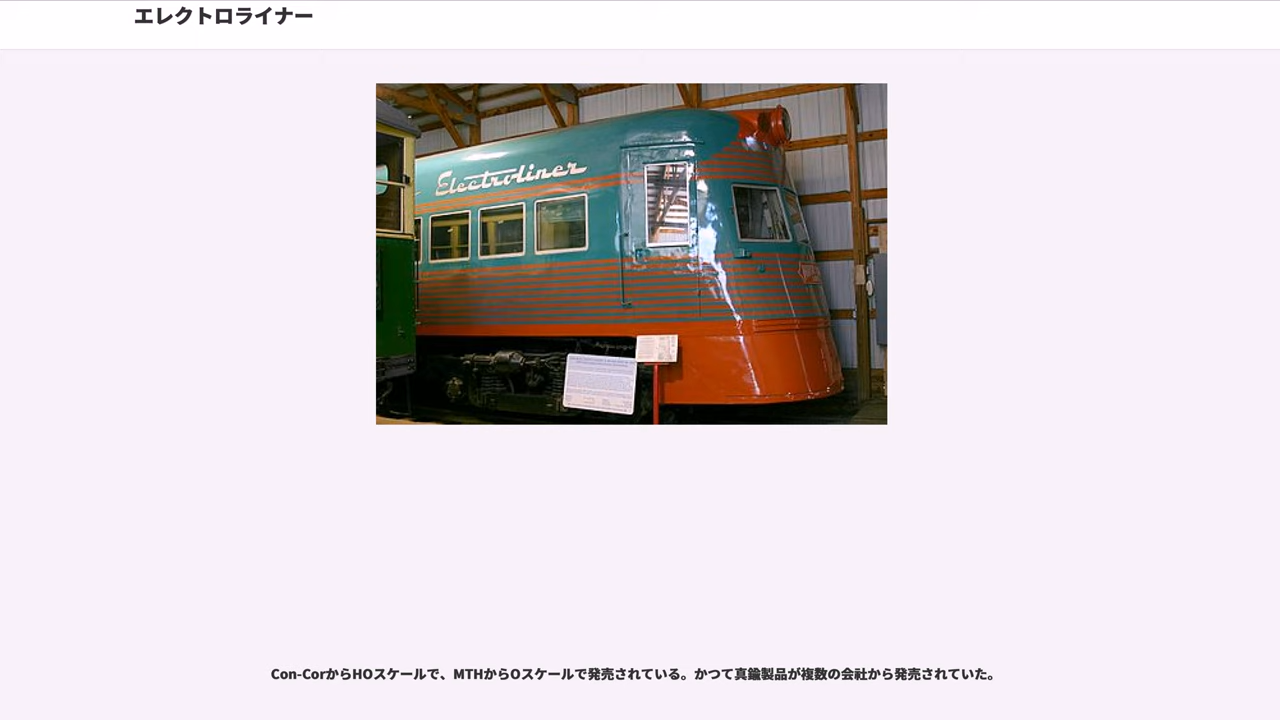 エレクトロライナー
Electroliner
Con-CorからHOスケールで、MTHからOスケールで発売されている。かつて真鍮製品が複数の会社から発売されていた。